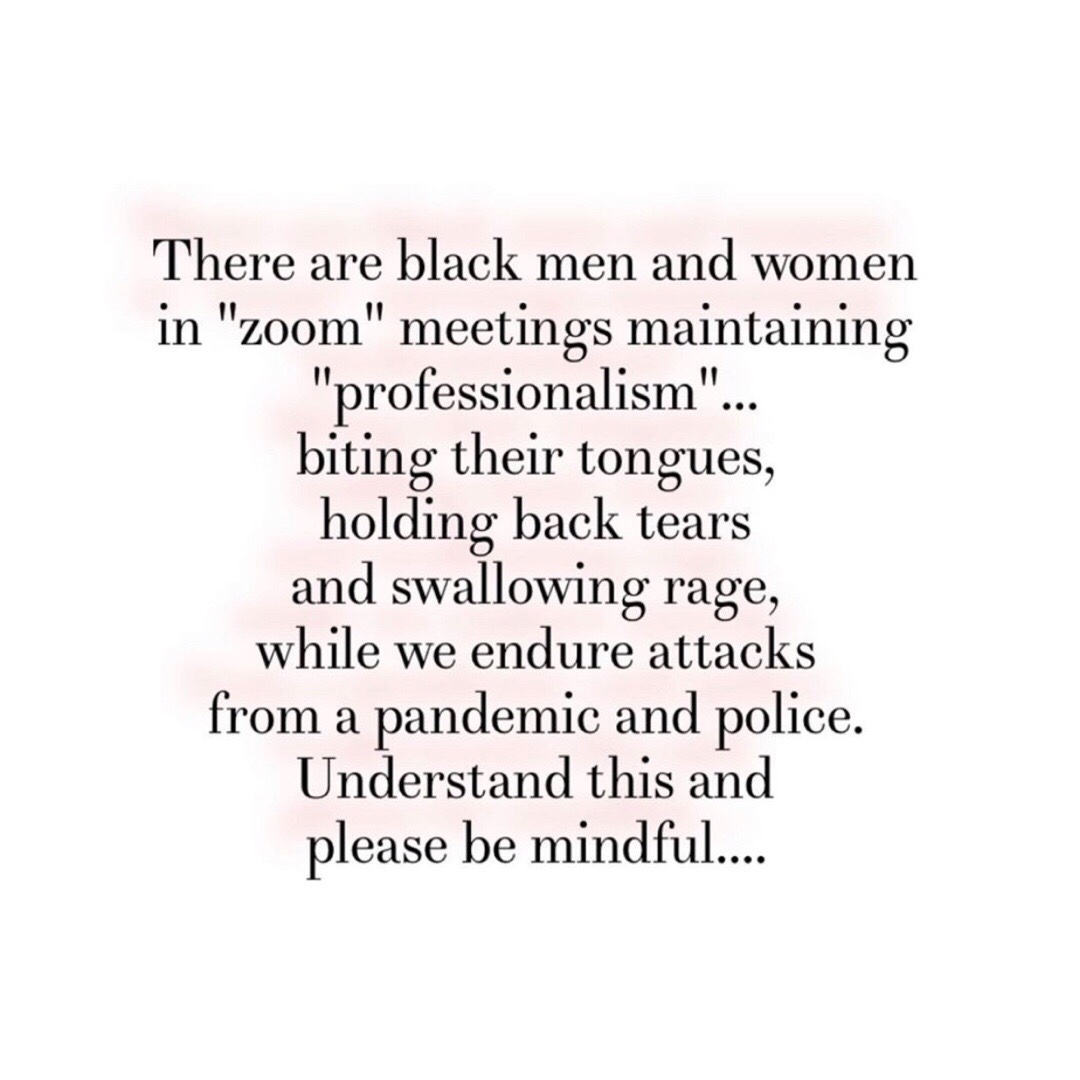 There are black men and women
in "zoom" meetings maintaining
"professionalism"...
biting their tongues,
holding back tears
and swallowing rage,
while we endure attacks
from a pandemic and police.
Understand this and
please be mindful....